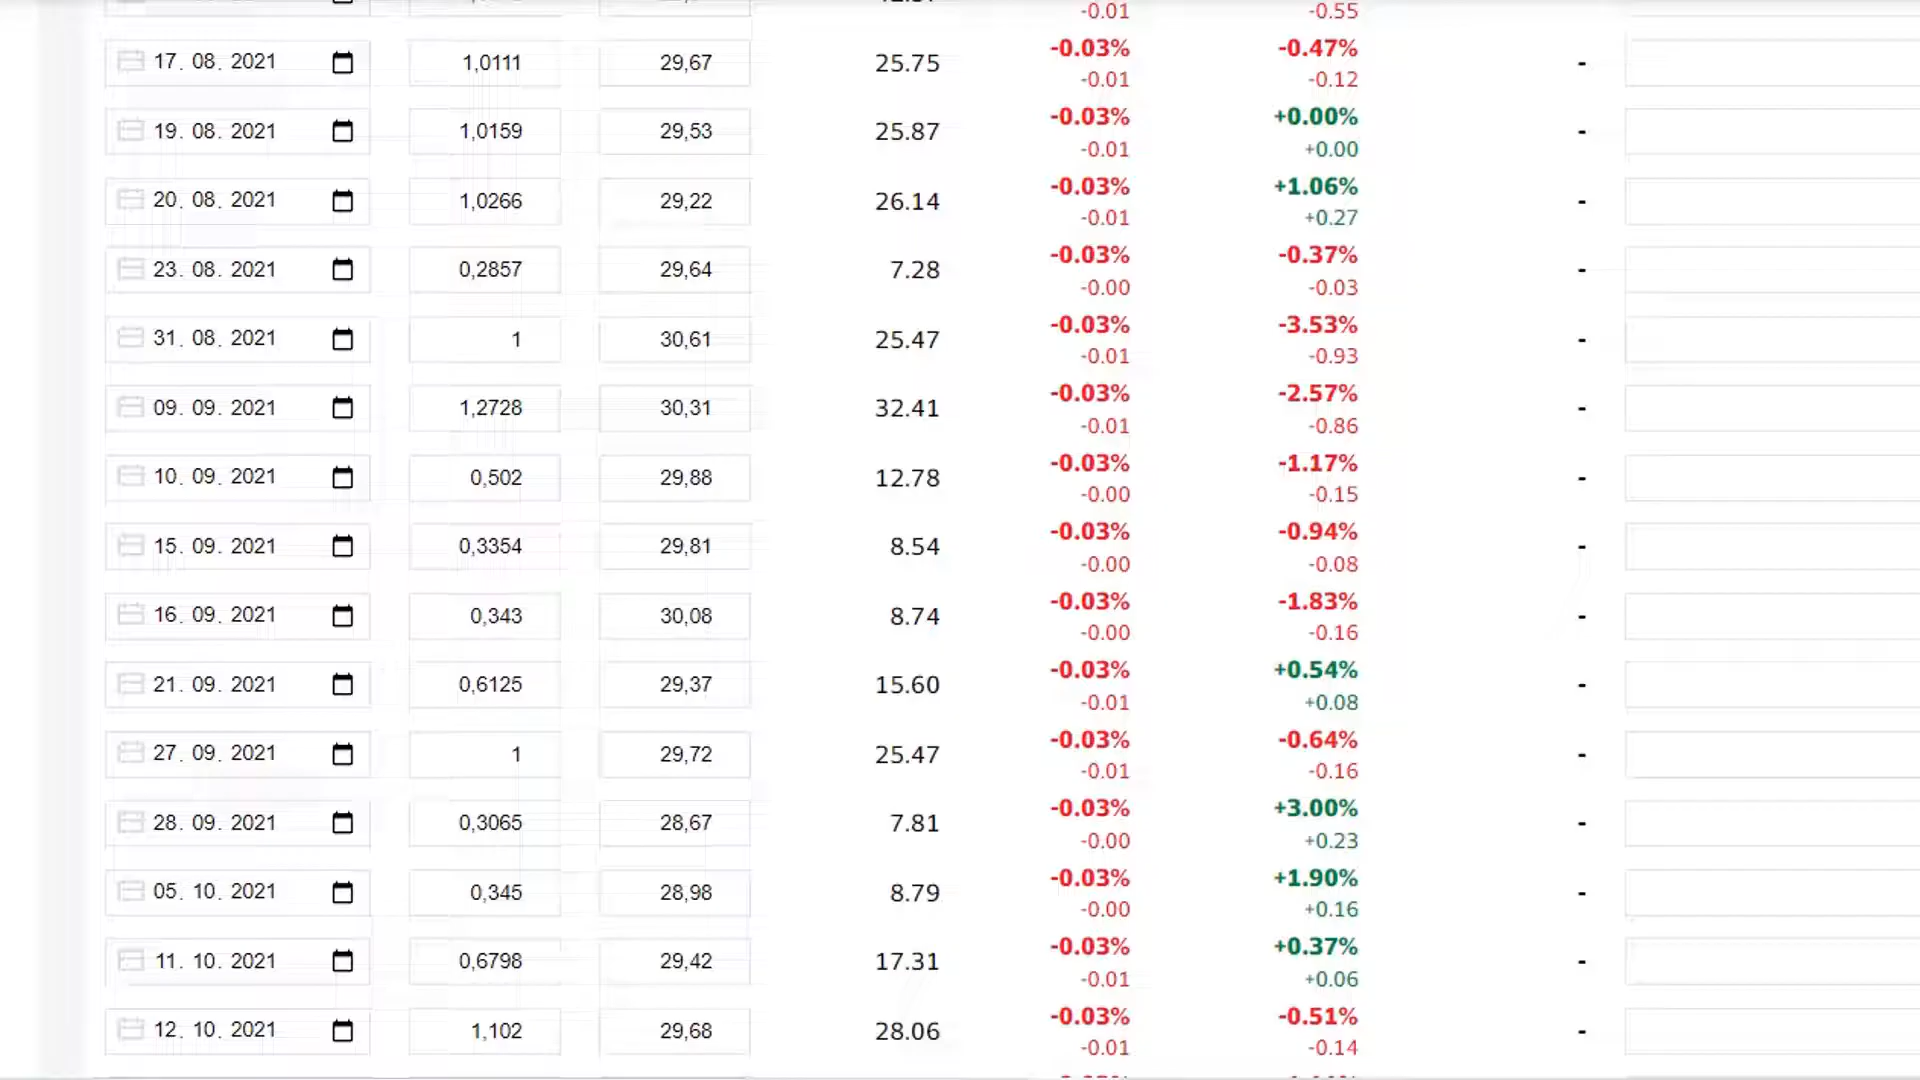 -0.01 -0.55
17. 08. 2021 1,0111 29,67 25.75 -0.03% -0.47% -
-0.01 -0.12
19. 08. 2021 1,0159 29,53 25.87 -0.03% +0.00% -
-0.01 +0.00
20. 08. 2021 1,0266 29,22 26.14 -0.03% +1.06% -
-0.01 +0.27
23. 08. 2021 0,2857 29,64 7.28 -0.03% -0.37% -
-0.00 -0.03
31. 08. 2021 1 30,61 25.47 -0.03% -3.53% -
-0.01 -0.93
09. 09. 2021 1,2728 30,31 32.41 -0.03% -2.57% -
-0.01 -0.86
10. 09. 2021 0,502 29,88 12.78 -0.03% -1.17% -
-0.00 -0.15
15. 09. 2021 0,3354 29,81 8.54 -0.03% -0.94% -
-0.00 -0.08
16. 09. 2021 0,343 30,08 8.74 -0.03% -1.83% -
-0.00 -0.16
21. 09. 2021 0,6125 29,37 15.60 -0.03% +0.54% -
-0.01 +0.08
27. 09. 2021 1 29,72 25.47 -0.03% -0.64% -
-0.01 -0.16
28. 09. 2021 0,3065 28,67 7.81 -0.03% +3.00% -
-0.00 +0.23
05. 10. 2021 0,345 28,98 8.79 -0.03% +1.90% -
-0.00 +0.16
11. 10. 2021 0,6798 29,42 17.31 -0.03% +0.37% -
-0.01 +0.06
12. 10. 2021 1,102 29,68 28.06 -0.03% -0.51% -
-0.01 -0.14